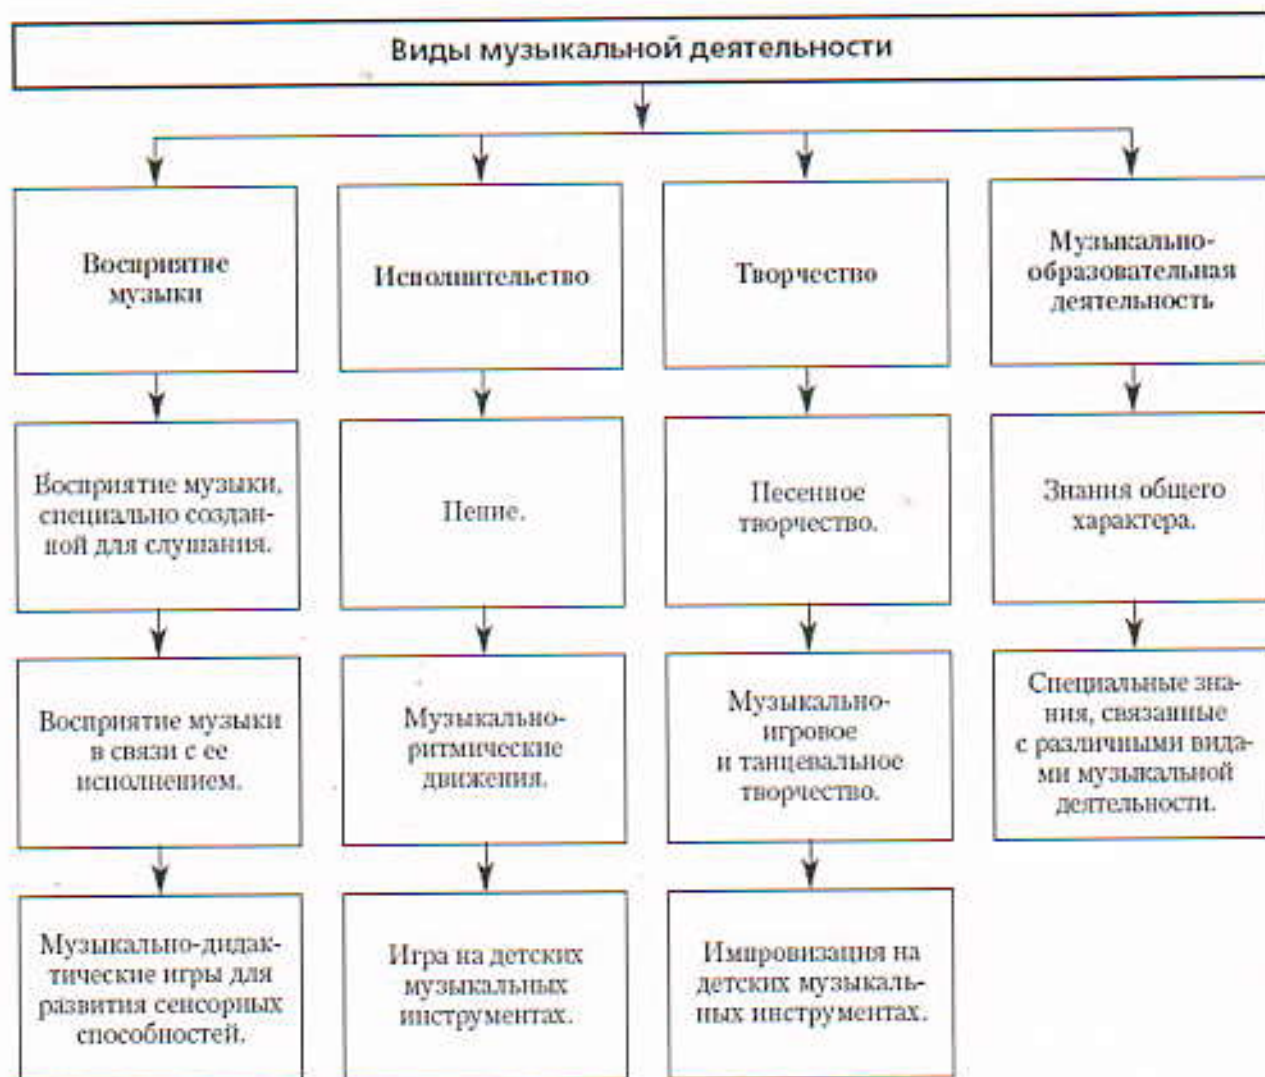 Виды музыкальной деятельности
Восприятие
музыки
Исполнительство
Творчество
Музыкально-
образовательная
деятельность
Восприятие музыки,
специально создан-
ной для слушания.
Пение.
Песенное
творчество.
Знания общего
характера.
Восприятие музыки
в связи с ее
исполнением.
Музыкально-
ритмические
движения.
Музыкально-
игровое
и танцевальное
творчество.
Специальные зна-
ния, связанные
с различными вида-
ми музыкальной
деятельности.
Музыкально-дидак-
тические игры для
развития сенсорных
способностей.
Игра на детских
музыкальных
инструментах.
Импровизация на
детских музыкаль-
ных инструментах.